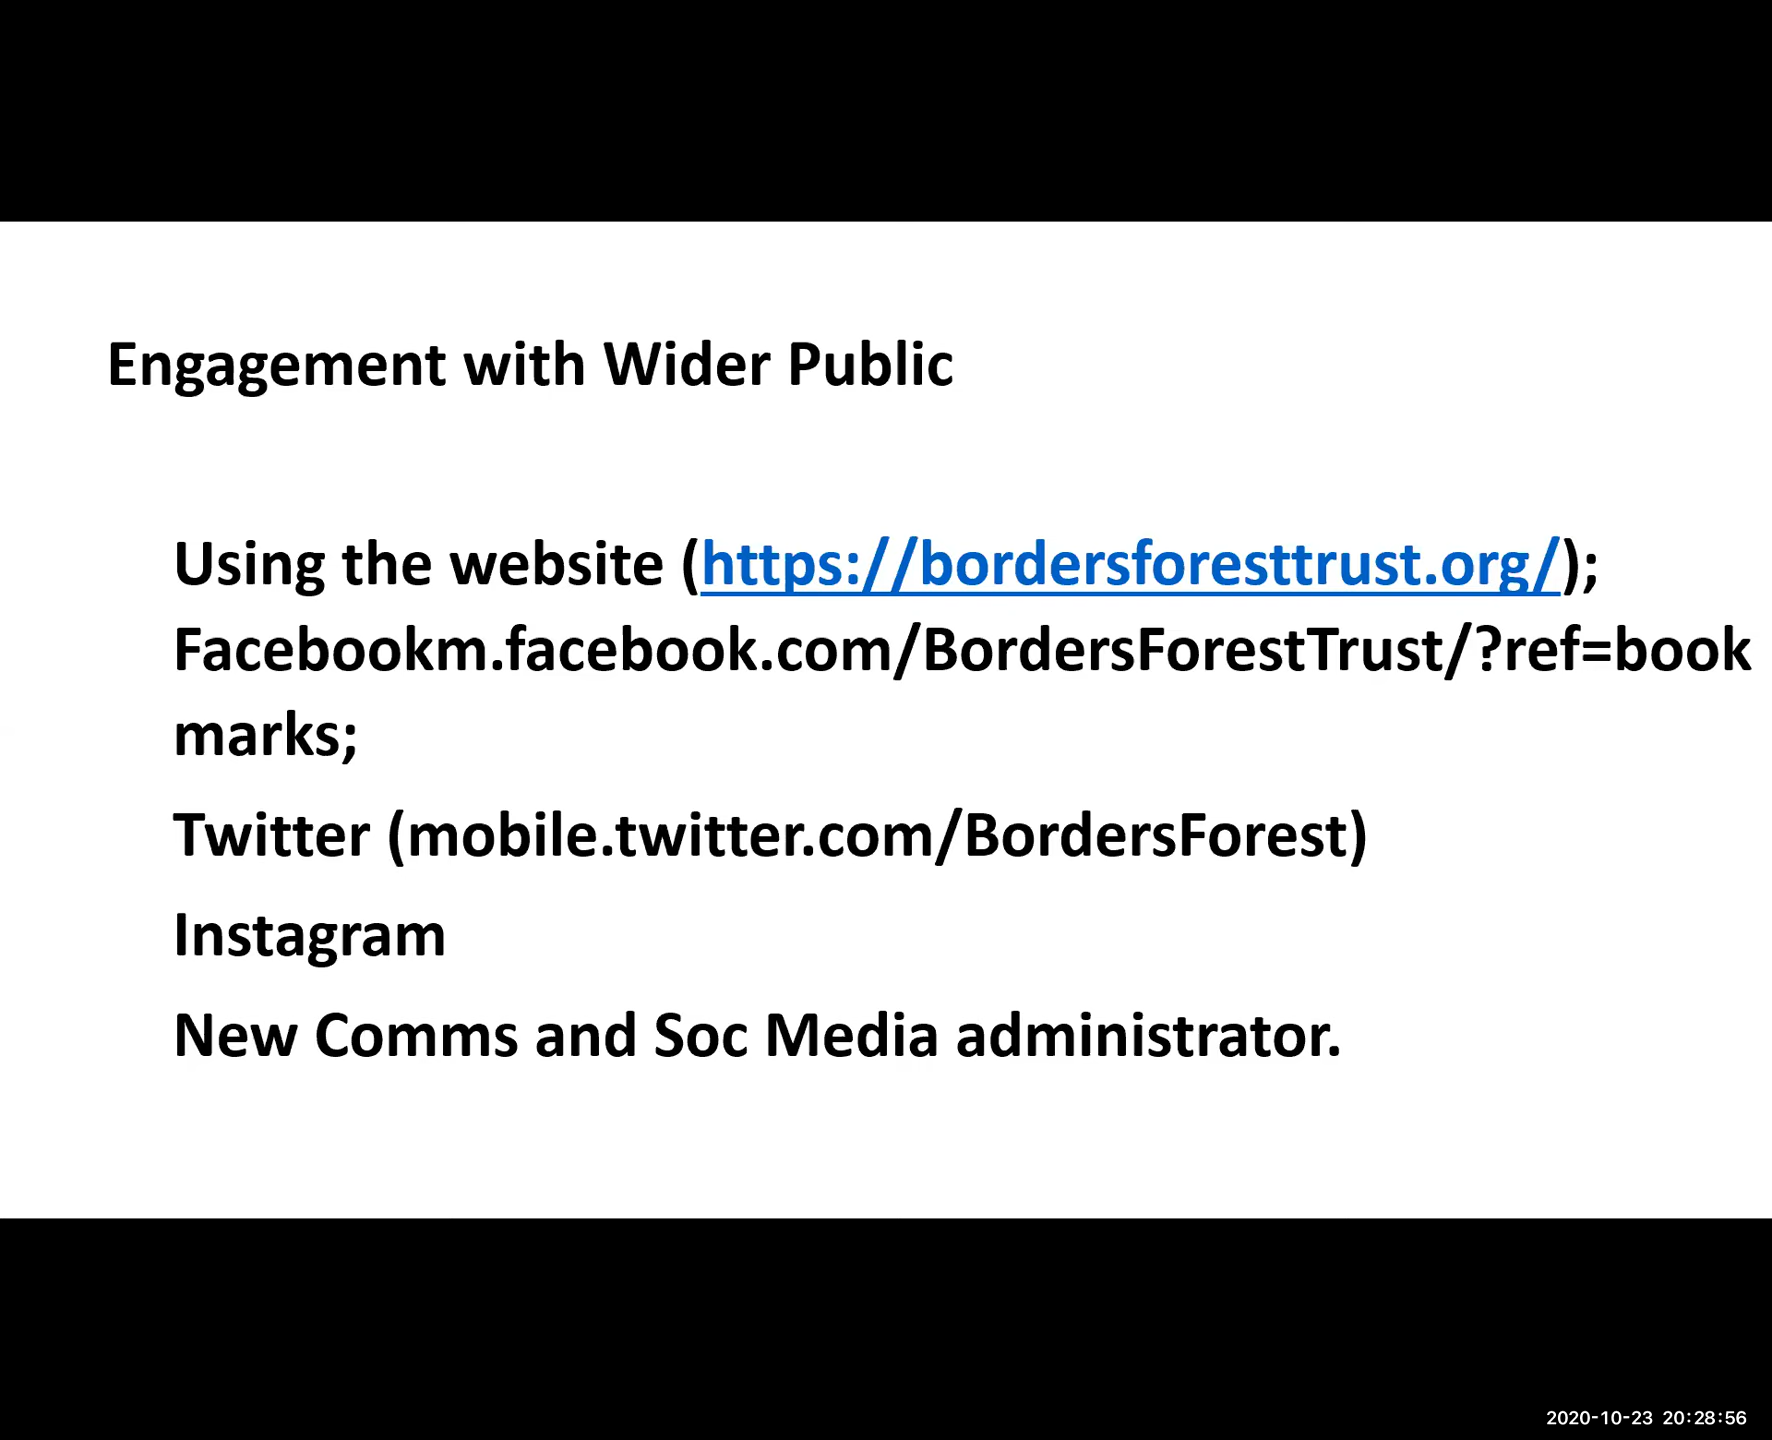 Engagement with Wider Public
Using the website (https://bordersforesttrust.org/);
Facebookm.facebook.com/BordersForestTrust/?ref=book
marks;
Twitter (mobile.twitter.com/BordersForest)
Instagram
New Comms and Soc Media administrator.
2020-10-23 20:28:56